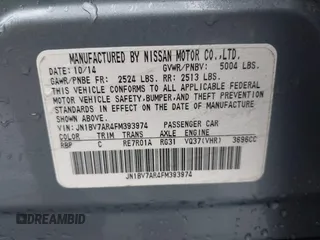 MANUFACTURED BY NISSAN MOTOR CO.,LTD.
DATE: 10/14 GVWR/PNBV: 5004 LBS.
GAWR/PNBE FR: 2524 LBS. RR: 2513 LBS.
THIS VEHICLE CONFORMS TO ALL APPLICABLE FEDERAL
MOTOR VEHICLE SAFETY,BUMPER,AND THEFT PREVENTION
STANDARDS IN EFFECT ON THE DATE OF MANUFACTURE
SHOWN ABOVE.
VIN: JN1BV7AR4FM393974 PASSENGER CAR
COLOR TRIM TRANS RAXLE ENGINE
RBP C RE7R01A RG31 VQ37(VHR) 3696CC
JN1BV7AR4FM393974
DREAMBID